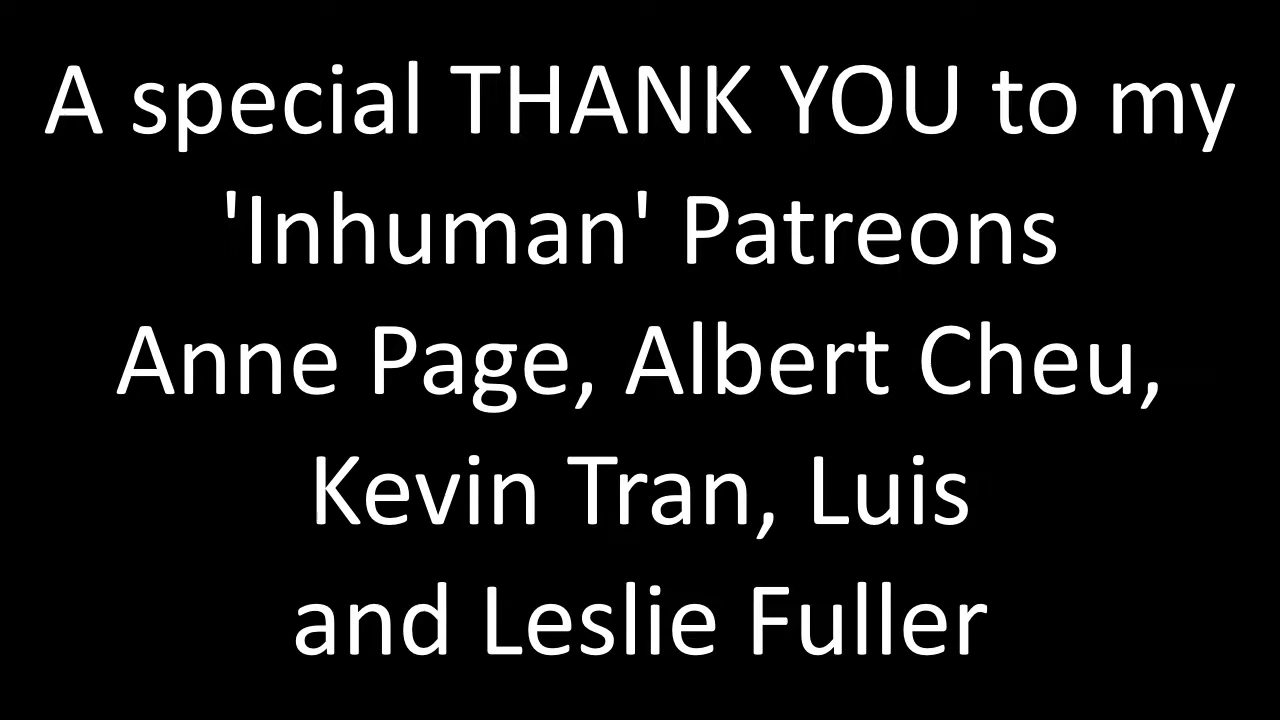 A special THANK YOU to my
'Inhuman' Patreons
Anne Page, Albert Cheu,
Kevin Tran, Luis
and Leslie Fuller